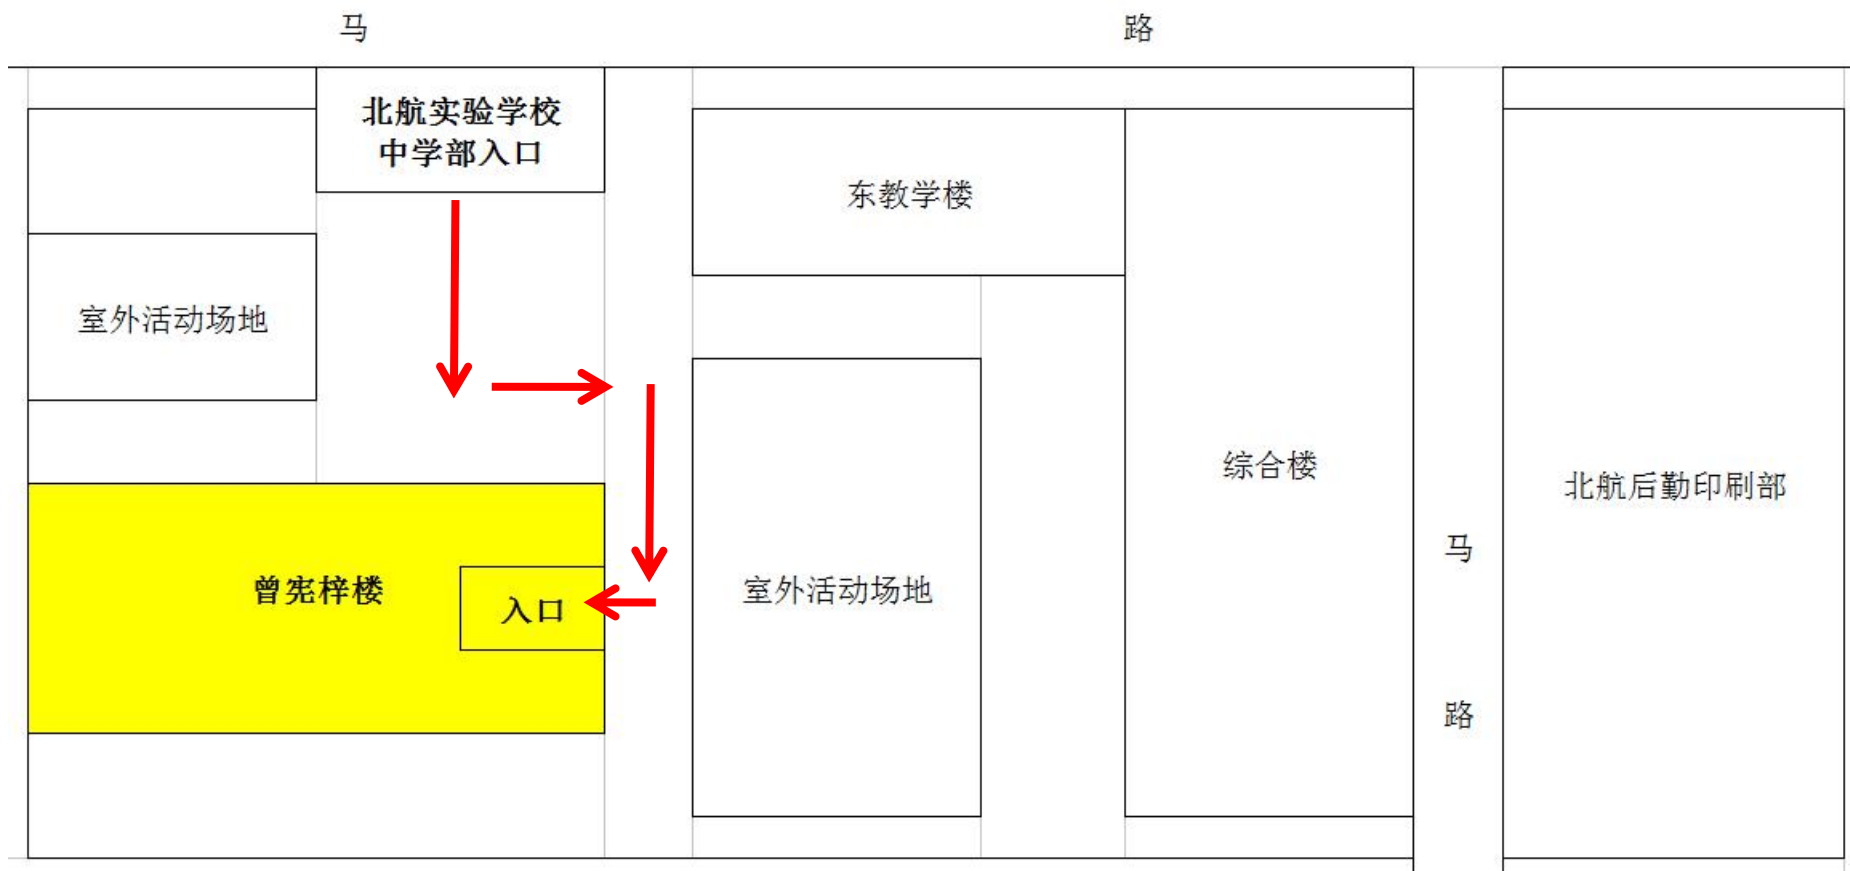 马 路
北航实验学校
中学部入口
东教学楼
室外活动场地
综合楼
北航后勤印刷部
曾宪梓楼
入口
室外活动场地
马
路